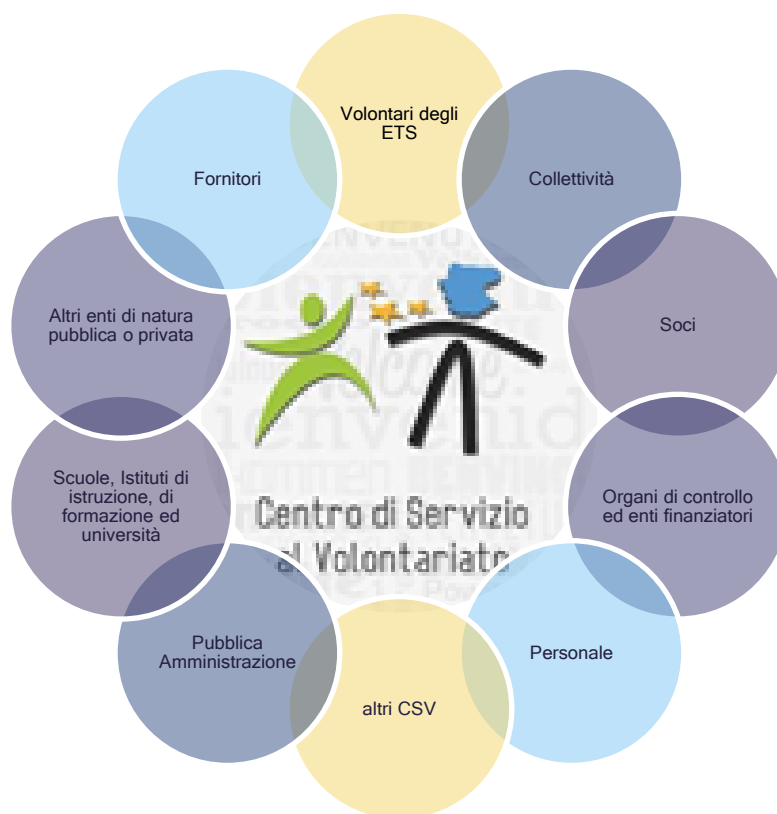 Volontari degli
ETS
Collettività
Soci
Organi di controllo
ed enti finanziatori
Personale
altri CSV
Pubblica
Amministrazione
Scuole, Istituti di
istruzione, di
formazione ed
università
Altri enti di natura
pubblica o privata
Fornitori
Centro di Servizio
al Volontariato
Welcome